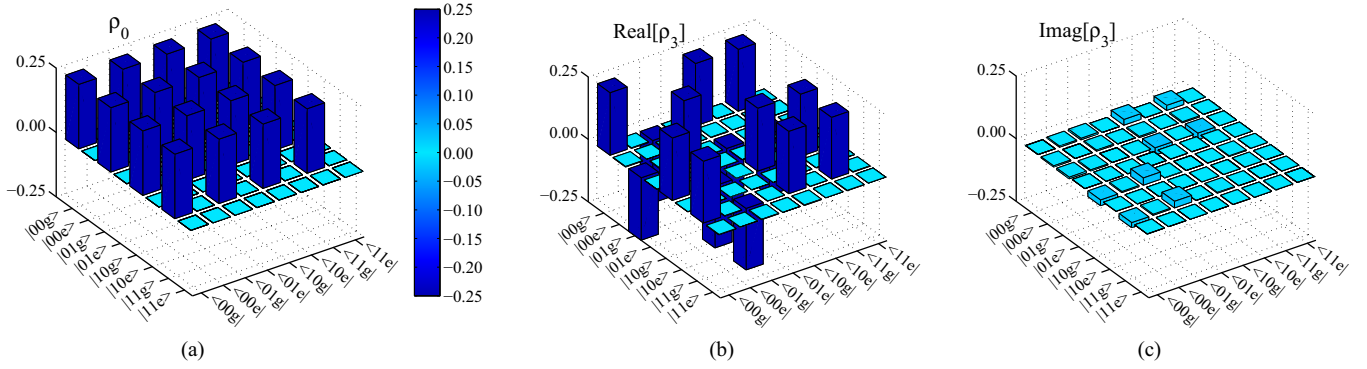 ρ0
0.25
0.00
−0.25
|00g>
|00e>
|01g>
|01e>
|10g>
|10e>
|11g>
|11e>
<00g|
<00e|
<01g|
<01e|
<10g|
<10e|
<11g|
<11e|
(a)
0.25
0.20
0.15
0.10
0.05
0.00
−0.05
−0.10
−0.15
−0.20
−0.25
Real[ρ3]
0.25
0.00
−0.25
|00g>
|00e>
|01g>
|01e>
|10g>
|10e>
|11g>
|11e>
<00g|
<00e|
<01g|
<01e|
<10g|
<10e|
<11g|
<11e|
(b)
Imag[ρ3]
0.25
0.00
−0.25
|00g>
|00e>
|01g>
|01e>
|10g>
|10e>
|11g>
|11e>
<00g|
<00e|
<01g|
<01e|
<10g|
<10e|
<11g|
<11e|
(c)